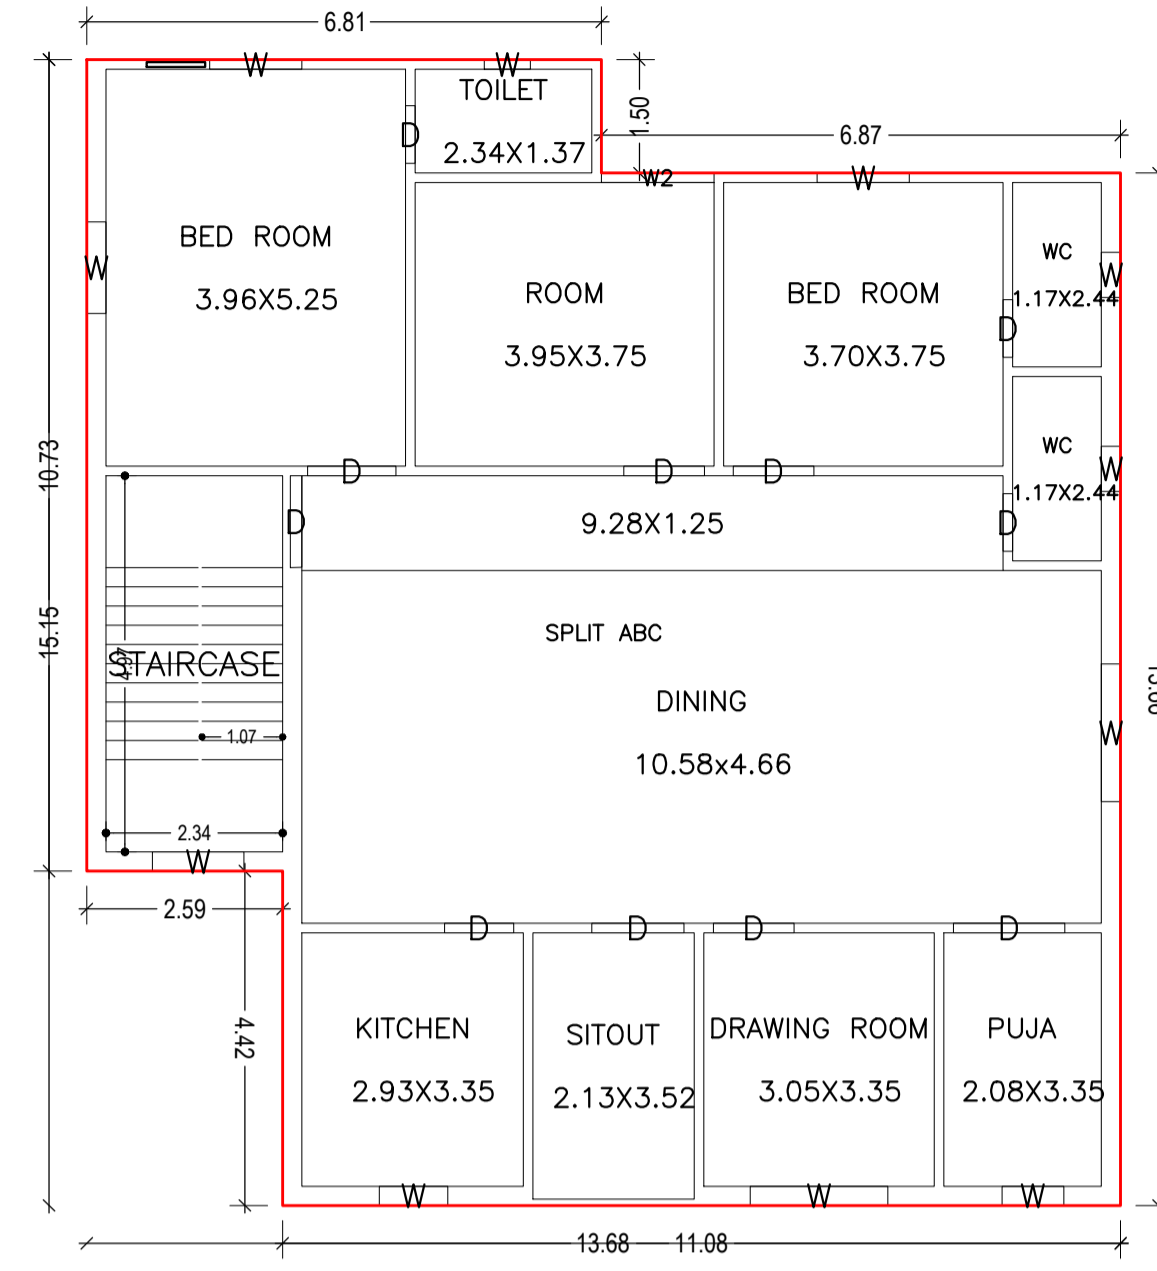 6.81
W
W
TOILET
2.34X1.37
D
1.50
6.87
W2
W
BED ROOM
3.96X5.25
W
ROOM
3.95X3.75
BED ROOM
3.70X3.75
WC
1.17X2.44
W
D
WC
1.17X2.44
W
D
10.73
15.15
D
D
D
D
9.28X1.25
SPLIT ABC
DINING
10.58x4.66
W
STAIRCASE
4.97
1.07
2.34
W
2.59
4.42
D
D
D
D
KITCHEN
2.93X3.35
SITOUT
2.13X3.52
DRAWING ROOM
3.05X3.35
PUJA
2.08X3.35
W
W
W
13.68
11.08